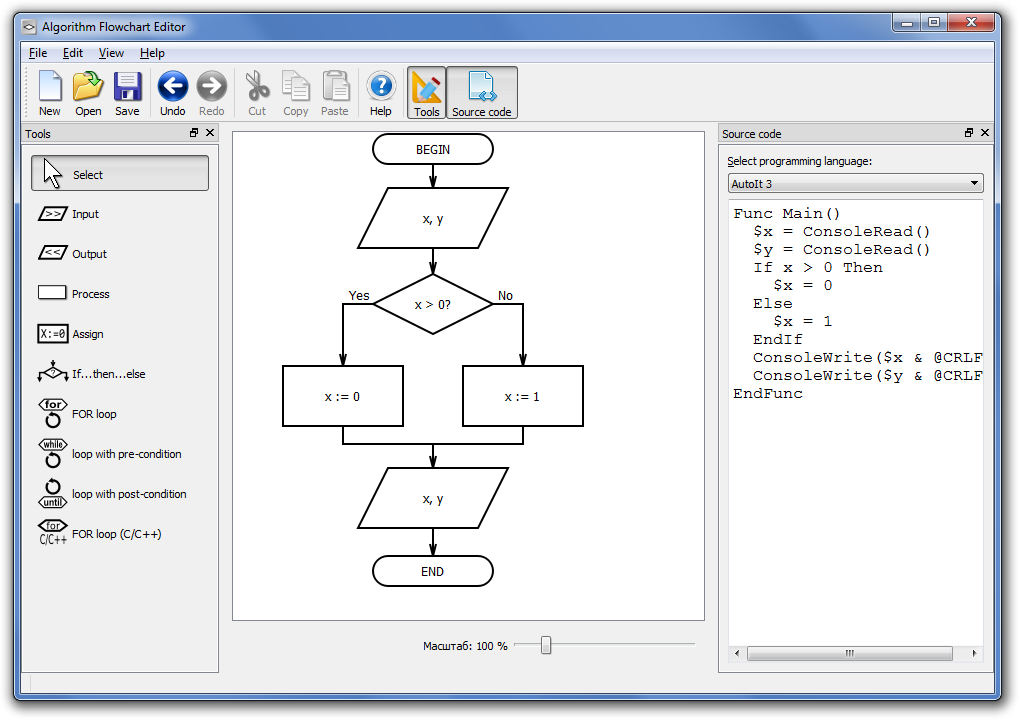 Algorithm Flowchart Editor
File Edit View Help
New Open Save Undo Redo Cut Copy Paste Help Tools Source code
Tools
Select
>> Input
<< Output
Process
X:=0 Assign
? If...then...else
for FOR loop
while loop with pre-condition
until loop with post-condition
for C/C++ FOR loop (C/C++)
BEGIN
x, y
x > 0?
Yes No
x := 0 x := 1
x, y
END
Масштаб: 100 %
Source code
Select programming language:
AutoIt 3
Func Main()
$x = ConsoleRead()
$y = ConsoleRead()
If x > 0 Then
$x = 0
Else
$x = 1
EndIf
ConsoleWrite($x & @CRLF
ConsoleWrite($y & @CRLF
EndFunc